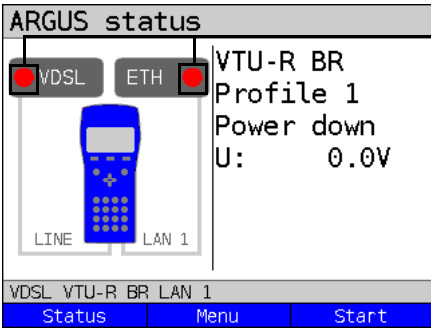 ARGUS status
VDSL ETH
VTU-R BR
Profile 1
Power down
U: 0.0V
LINE LAN 1
VDSL VTU-R BR LAN 1
Status Menu Start